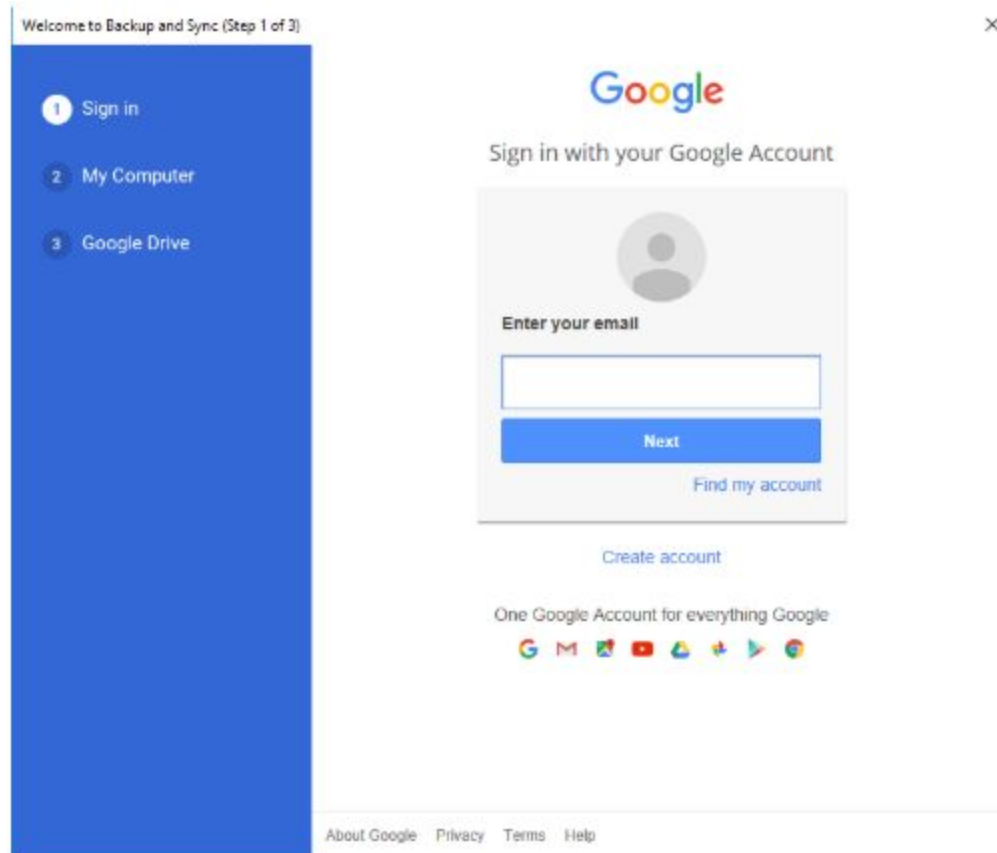 Welcome to Backup and Sync (Step 1 of 3)
1 Sign in
2 My Computer
3 Google Drive
Google
Sign in with your Google Account
Enter your email
Next
Find my account
Create account
One Google Account for everything Google
About Google Privacy Terms Help